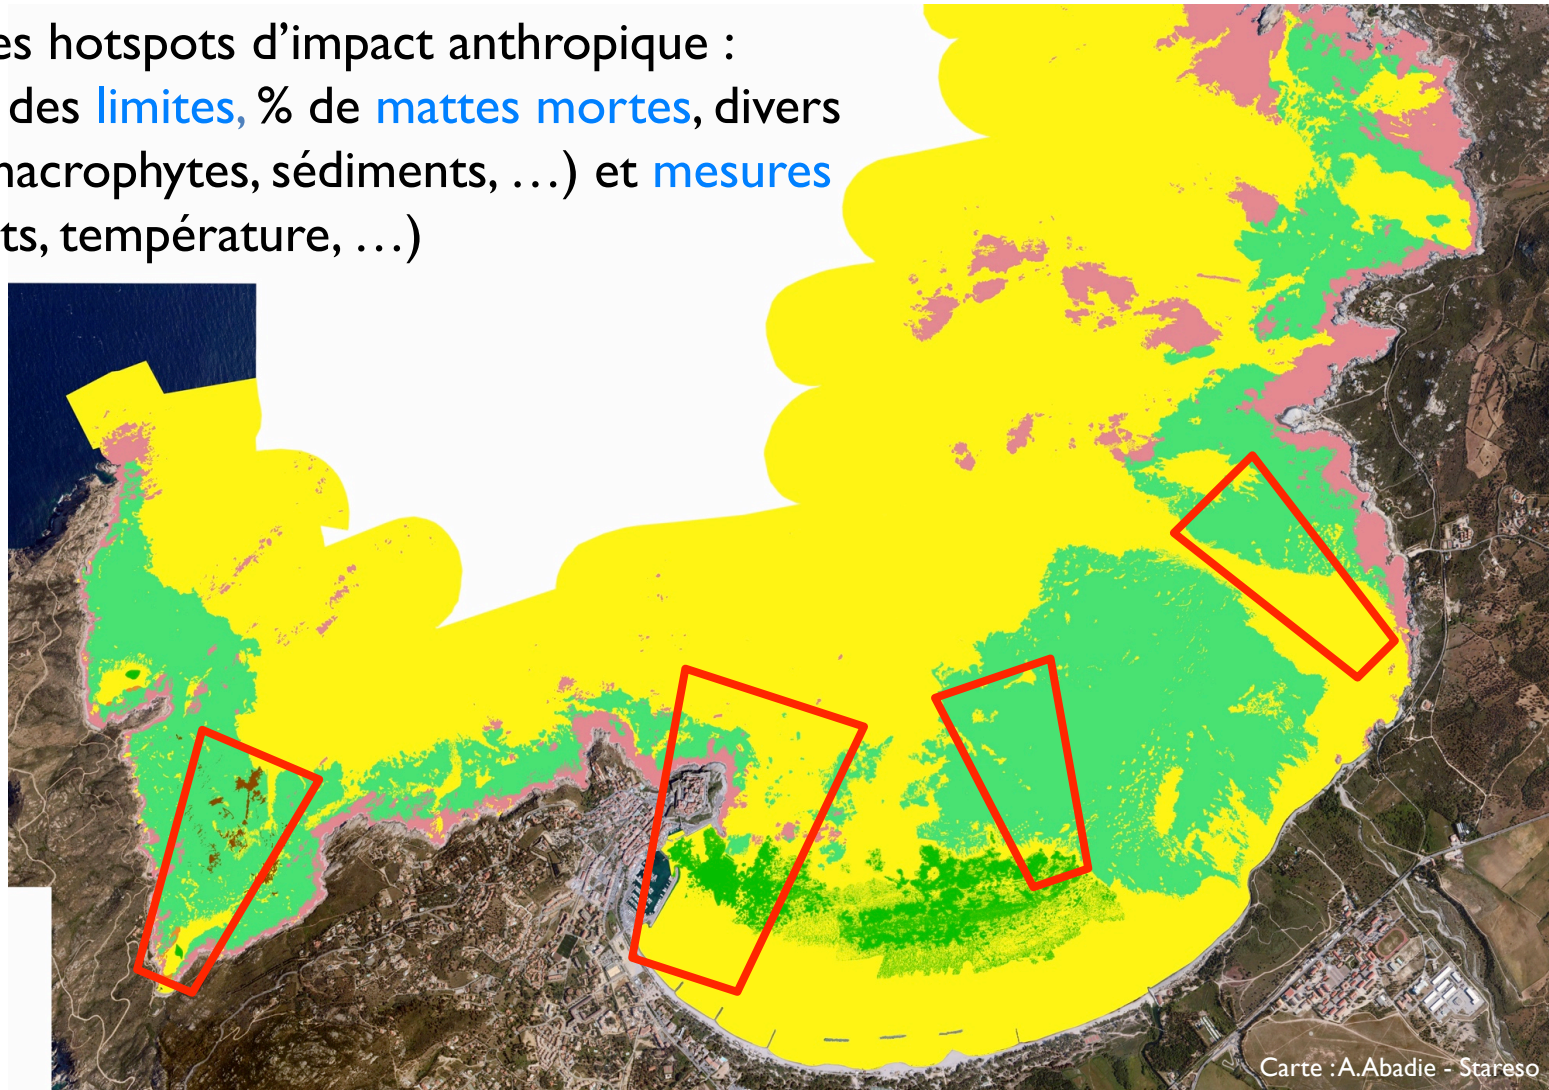 es hotspots d’impact anthropique :
des limites, % de mattes mortes, divers
nacrophytes, sédiments, …) et mesures
ts, température, …)
Carte : A.Abadie - Stareso